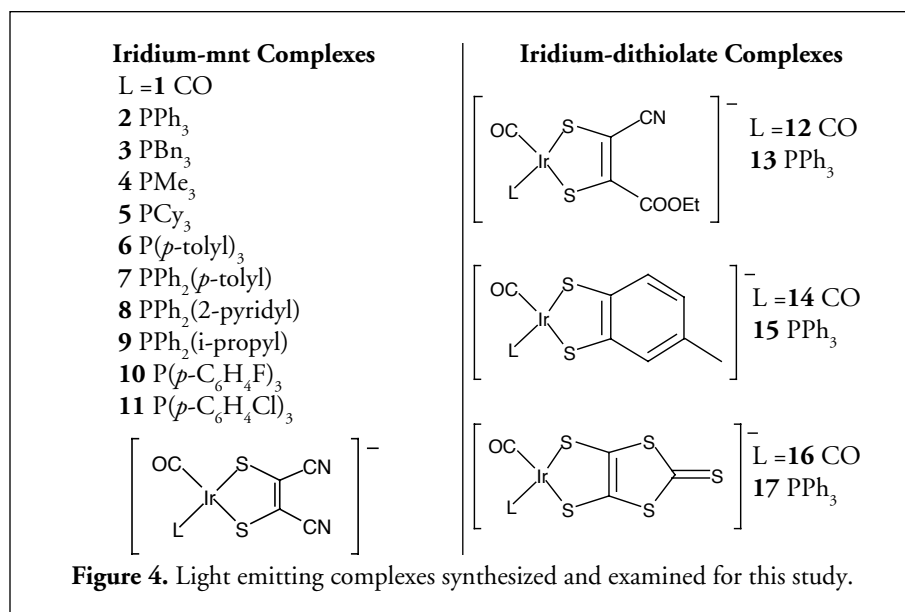 Iridium-mnt Complexes
L =1 CO
2 PPh₃
3 PBn₃
4 PMe₃
5 PCy₃
6 P(p-tolyl)₃
7 PPh₂(p-tolyl)
8 PPh₂(2-pyridyl)
9 PPh₂(i-propyl)
10 P(p-C₆H₄F)₃
11 P(p-C₆H₄Cl)₃
OC S CN
Ir
L S CN
–
Iridium-dithiolate Complexes
OC S CN
Ir
L S COOEt
–
L =12 CO
13 PPh₃
OC S
Ir
L S
–
L =14 CO
15 PPh₃
OC S S
Ir S
L S S
–
L =16 CO
17 PPh₃
Figure 4. Light emitting complexes synthesized and examined for this study.